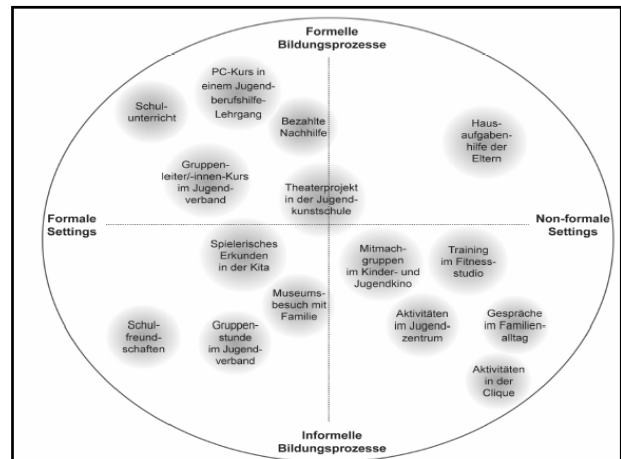 Formelle
Bildungsprozesse
PC-Kurs in
einem Jugend-
berufshilfe-
Lehrgang
Schul-
unterricht
Bezahlte
Nachhilfe
Haus-
aufgaben-
hilfe der
Eltern
Gruppen-
leiter/-innen-Kurs
im Jugend-
verband
Theaterprojekt
in der Jugend-
kunstschule
Formale
Settings
Non-formale
Settings
Spielerisches
Erkunden
in der Kita
Mitmach-
gruppen
im Kinder- und
Jugendkino
Training
im Fitness-
studio
Museums-
besuch mit
Familie
Schul-
freund-
schaften
Gruppen-
stunde
im Jugend-
verband
Aktivitäten
im Jugend-
zentrum
Gespräche
im Familien-
alltag
Aktivitäten
in der
Clique
Informelle
Bildungsprozesse